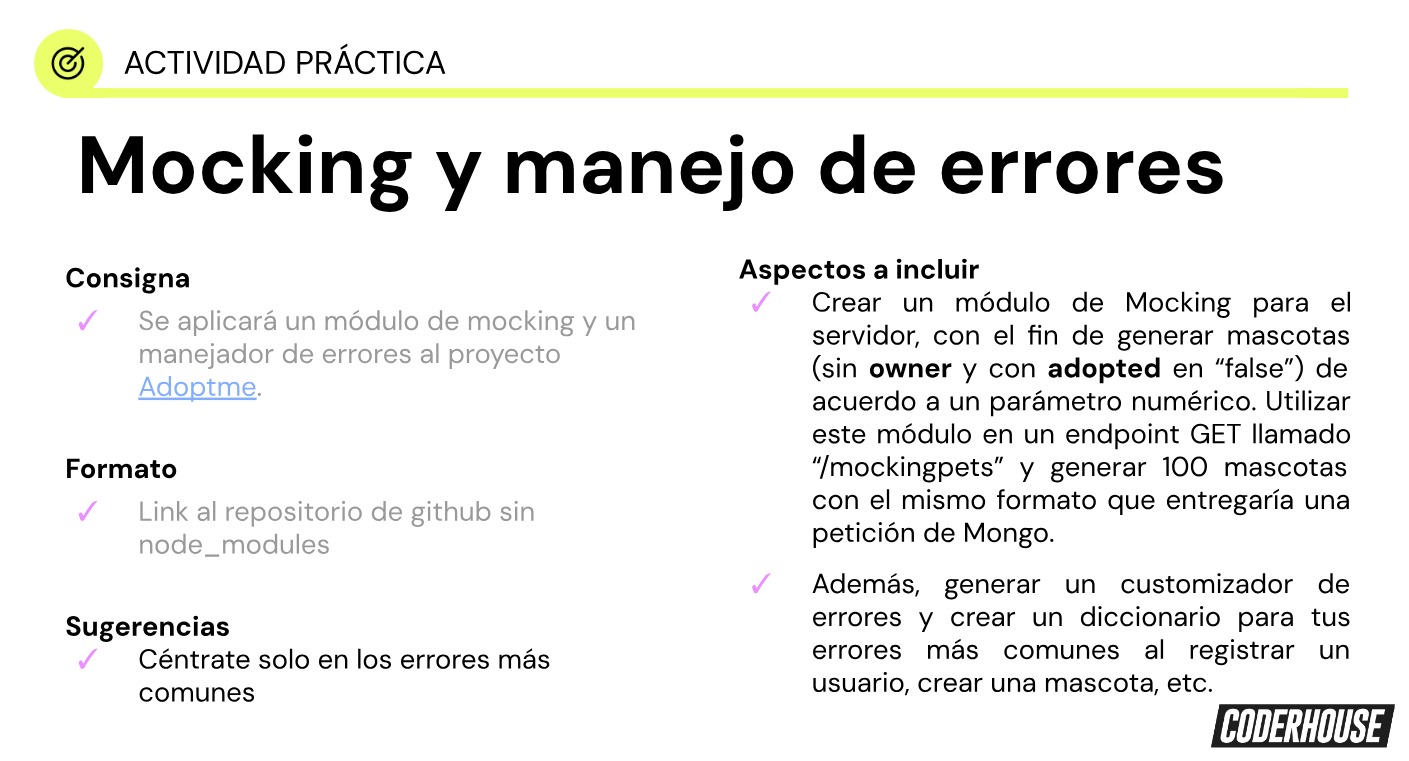 ACTIVIDAD PRÁCTICA
Mocking y manejo de errores
Consigna
✓ Se aplicará un módulo de mocking y un
manejador de errores al proyecto
Adoptme.
Formato
✓ Link al repositorio de github sin
node_modules
Sugerencias
✓ Céntrate solo en los errores más
comunes
Aspectos a incluir
✓ Crear un módulo de Mocking para el
servidor, con el fin de generar mascotas
(sin owner y con adopted en “false”) de
acuerdo a un parámetro numérico. Utilizar
este módulo en un endpoint GET llamado
“/mockingpets” y generar 100 mascotas
con el mismo formato que entregaría una
petición de Mongo.
✓ Además, generar un customizador de
errores y crear un diccionario para tus
errores más comunes al registrar un
usuario, crear una mascota, etc.
CODERHOUSE